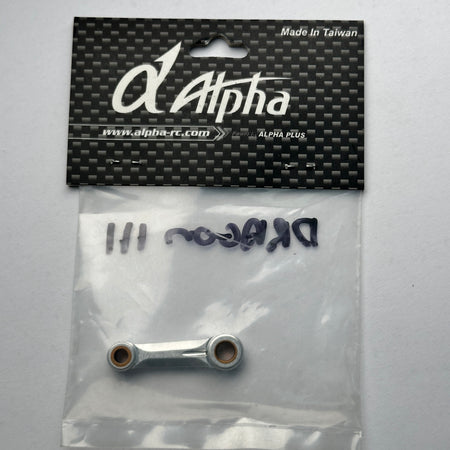 Made In Taiwan
α Alpha
www.alpha-rc.com
ALPHA PLUS
DRAGON III